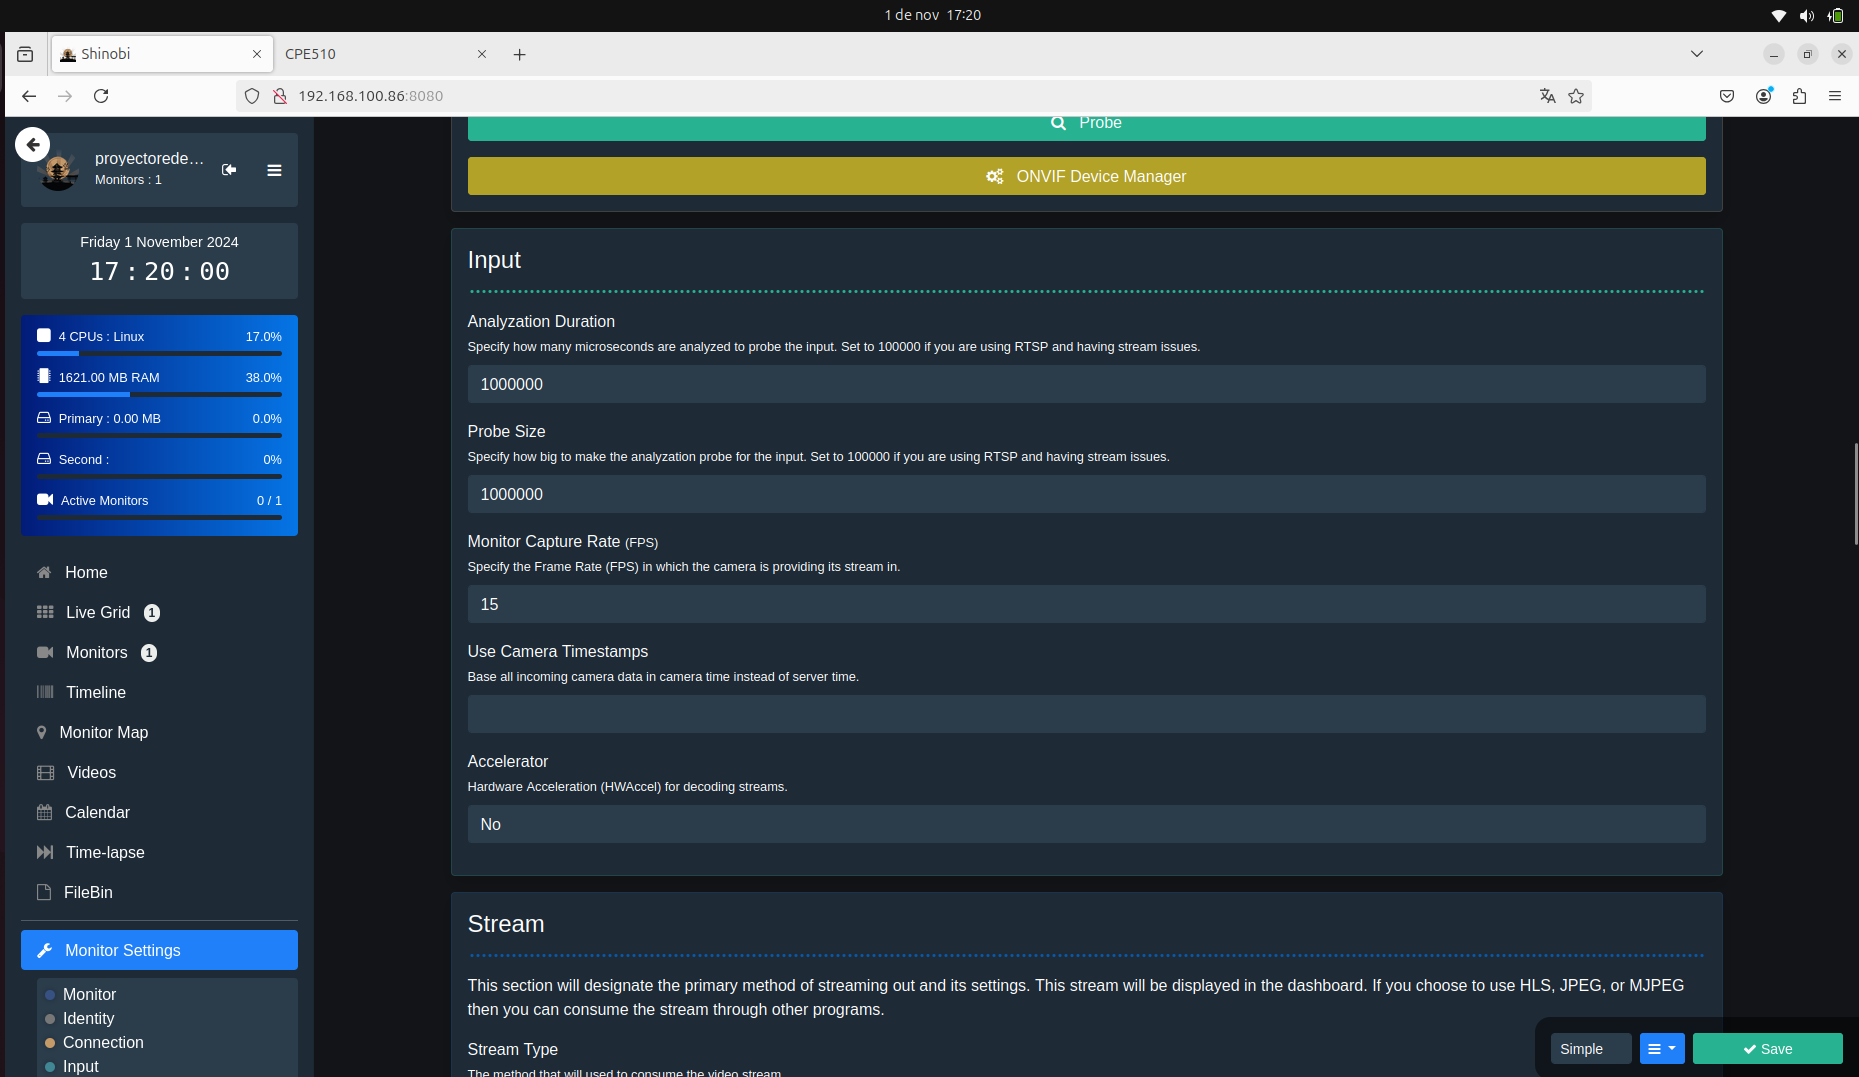 1 de nov 17:20
Shinobi
CPE510
192.168.100.86:8080
proyectorede...
Monitors : 1
Friday 1 November 2024
17 : 20 : 00
4 CPUs : Linux 17.0%
1621.00 MB RAM 38.0%
Primary : 0.00 MB 0.0%
Second : 0%
Active Monitors 0 / 1
Home
Live Grid 1
Monitors 1
Timeline
Monitor Map
Videos
Calendar
Time-lapse
FileBin
Monitor Settings
Monitor
Identity
Connection
Input
Probe
ONVIF Device Manager
Input
Analyzation Duration
Specify how many microseconds are analyzed to probe the input. Set to 100000 if you are using RTSP and having stream issues.
1000000
Probe Size
Specify how big to make the analyzation probe for the input. Set to 100000 if you are using RTSP and having stream issues.
1000000
Monitor Capture Rate (FPS)
Specify the Frame Rate (FPS) in which the camera is providing its stream in.
15
Use Camera Timestamps
Base all incoming camera data in camera time instead of server time.
Accelerator
Hardware Acceleration (HWAccel) for decoding streams.
No
Stream
This section will designate the primary method of streaming out and its settings. This stream will be displayed in the dashboard. If you choose to use HLS, JPEG, or MJPEG
then you can consume the stream through other programs.
Stream Type
The method that will used to consume the video stream.
Simple
Save